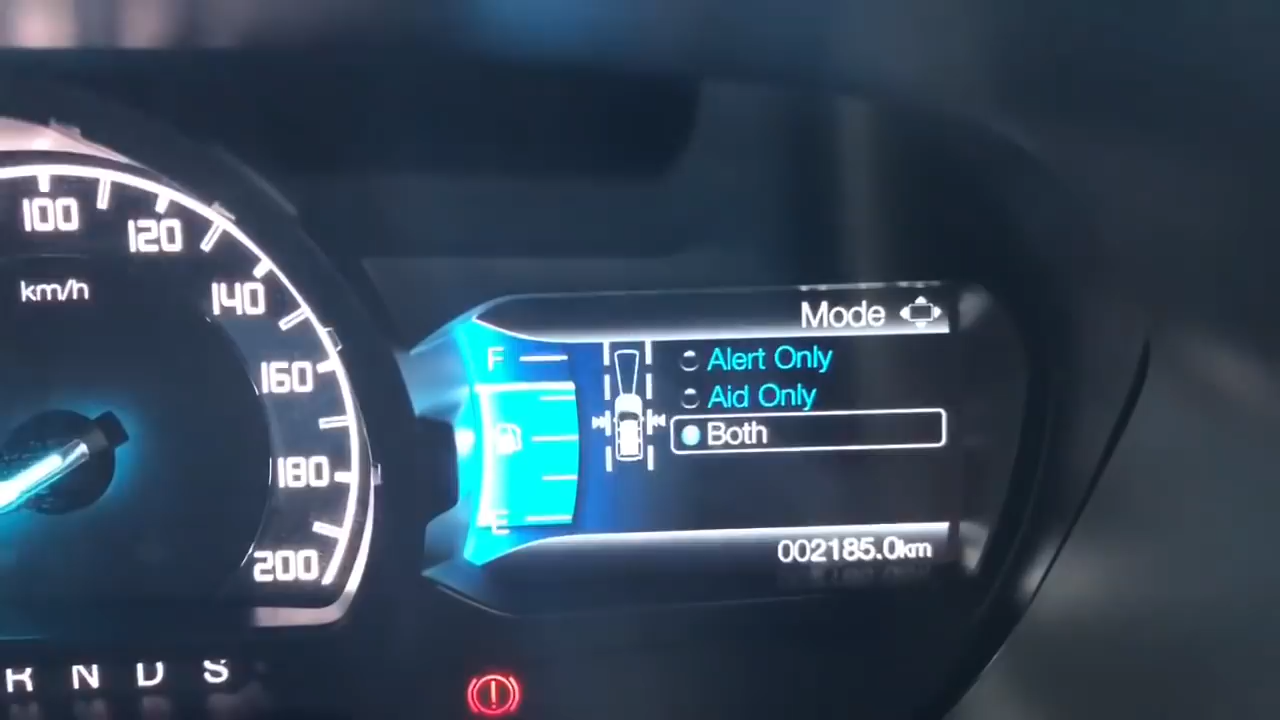 Mode
100
120
km/h
140
F
Alert Only
160
Aid Only
Both
180
E
002185.0km
200
R N D S